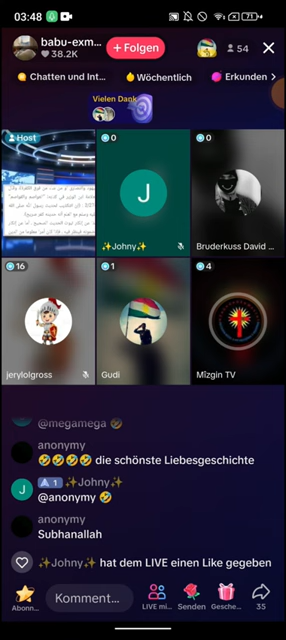 03:48
71
babu-exm...
38.2K
+ Folgen
54
Chatten und Int...
Wöchentlich
Erkunden
Vielen Dank
Host
0
J
✨Johny✨
0
Bruderkuss David ...
16
jerylolgross
1
Gudi
4
Mizgin TV
@megamega 🤣
anonymy
🤣🤣🤣🤣 die schönste Liebesgeschichte
J
1 ✨Johny✨
@anonymy 🤣
anonymy
Subhanallah
✨Johny✨ hat dem LIVE einen Like gegeben
Abonn...
Komment...
LIVE mi...
Senden
Gesche...
35